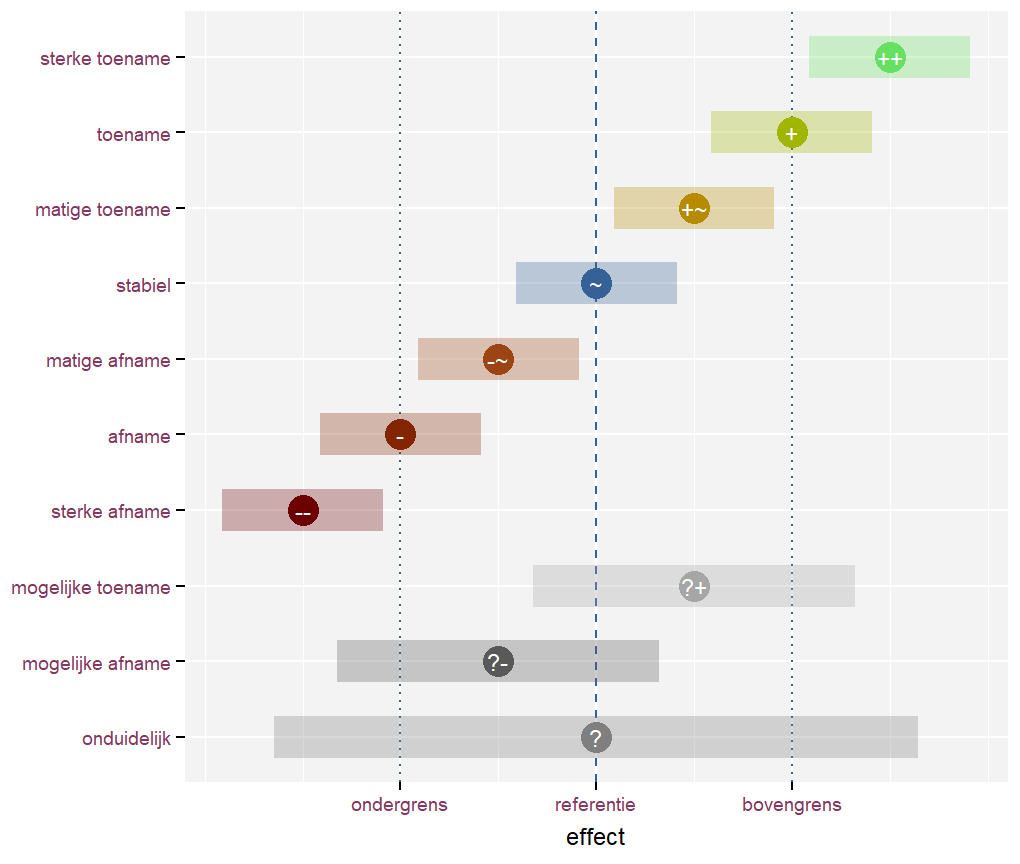 sterke toename ++
toename +
matige toename +~
stabiel ~
matige afname -~
afname -
sterke afname --
mogelijke toename ?+
mogelijke afname ?-
onduidelijk ?
ondergrens referentie bovengrens
effect